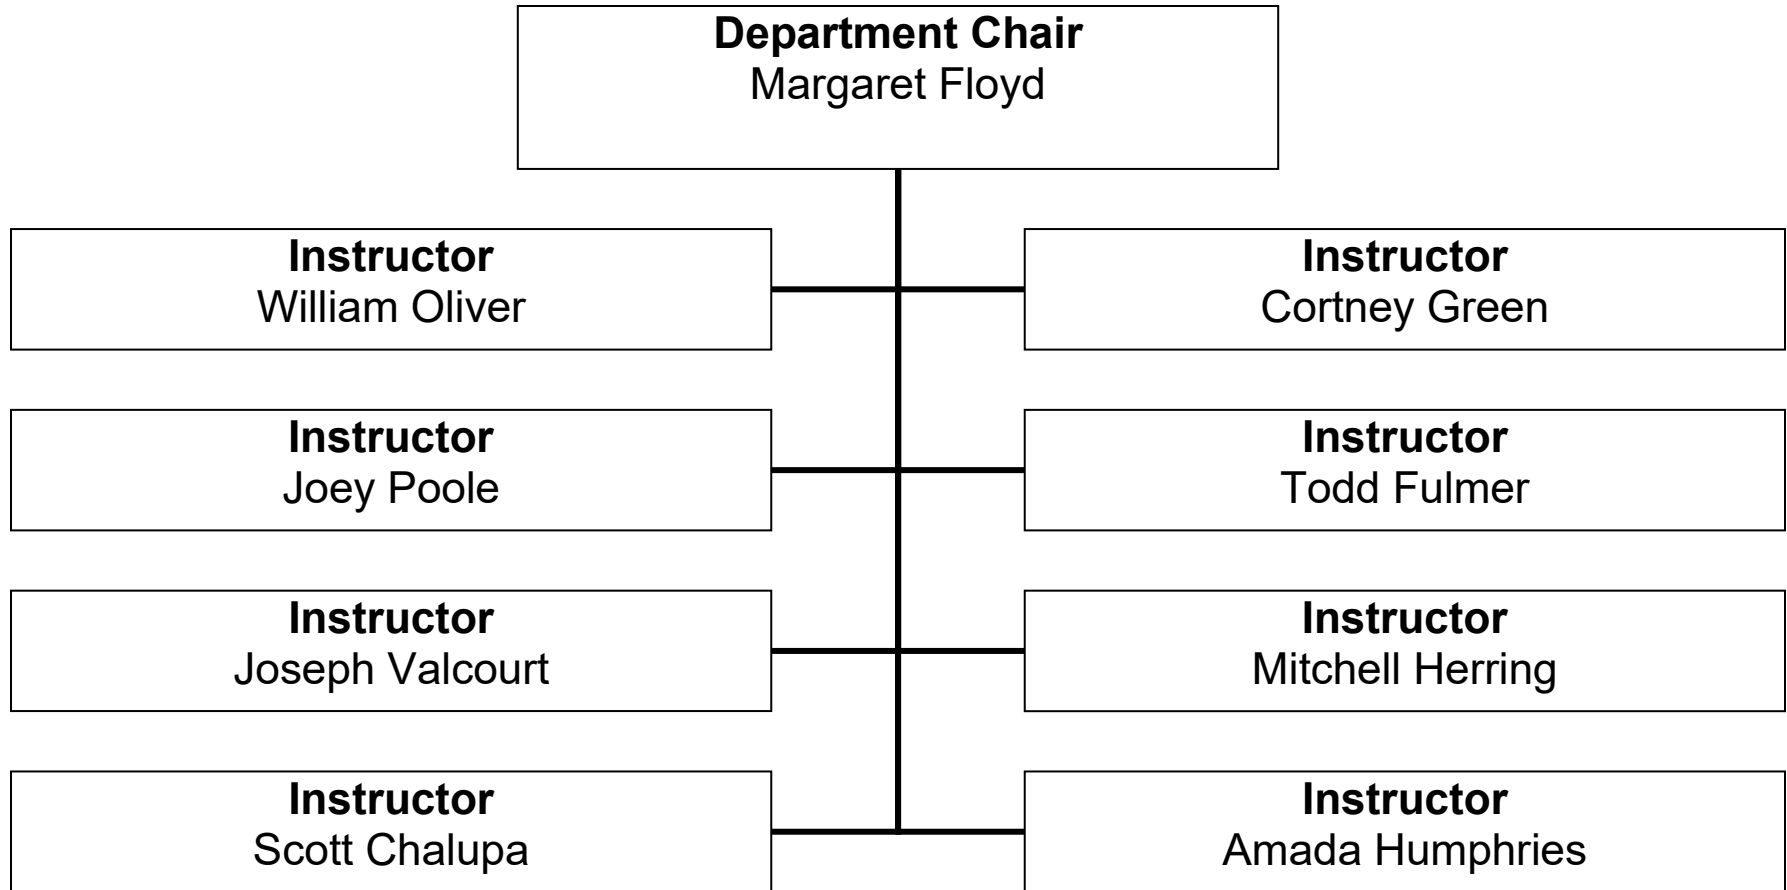 Department Chair
Margaret Floyd
Instructor
William Oliver
Instructor
Cortney Green
Instructor
Joey Poole
Instructor
Todd Fulmer
Instructor
Joseph Valcourt
Instructor
Mitchell Herring
Instructor
Scott Chalupa
Instructor
Amada Humphries